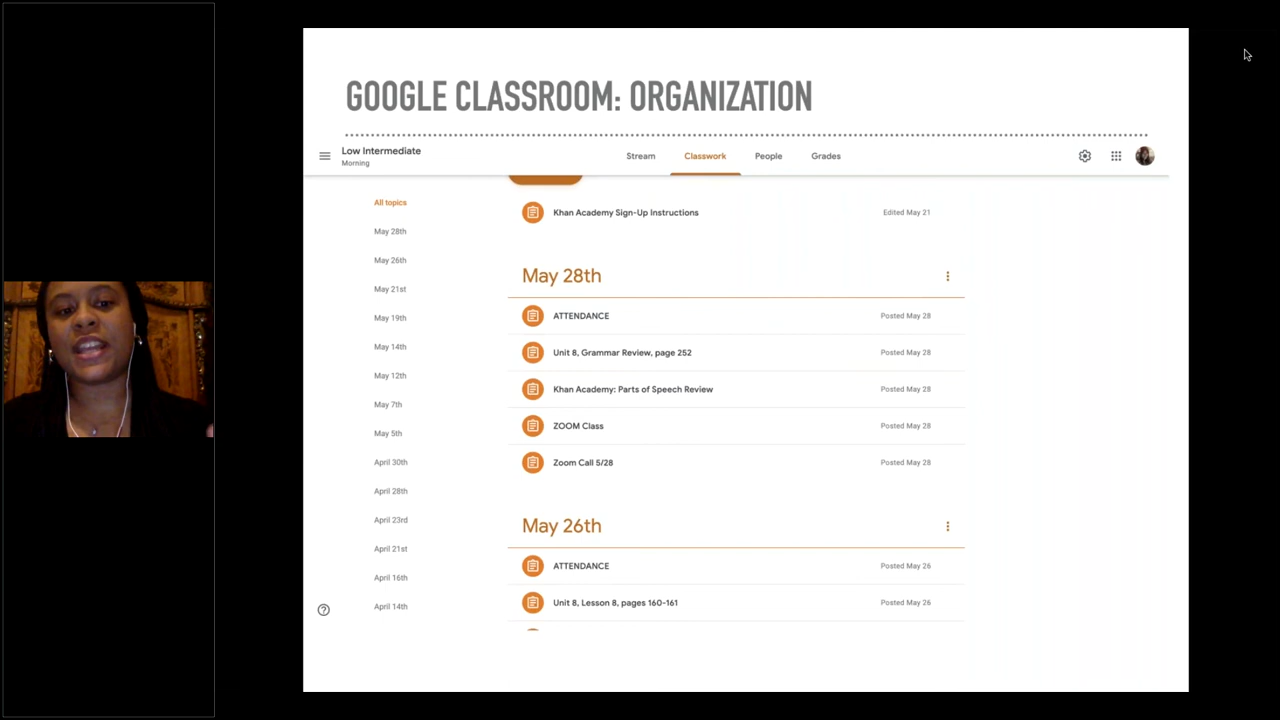 GOOGLE CLASSROOM: ORGANIZATION
Low Intermediate
Morning
Stream
Classwork
People
Grades
All topics
May 28th
May 26th
May 21st
May 19th
May 14th
May 12th
May 7th
May 5th
April 30th
April 28th
April 23rd
April 21st
April 16th
April 14th
Khan Academy Sign-Up Instructions Edited May 21
May 28th
ATTENDANCE Posted May 28
Unit 8, Grammar Review, page 252 Posted May 28
Khan Academy: Parts of Speech Review Posted May 28
ZOOM Class Posted May 28
Zoom Call 5/28 Posted May 28
May 26th
ATTENDANCE Posted May 26
Unit 8, Lesson 8, pages 160-161 Posted May 26